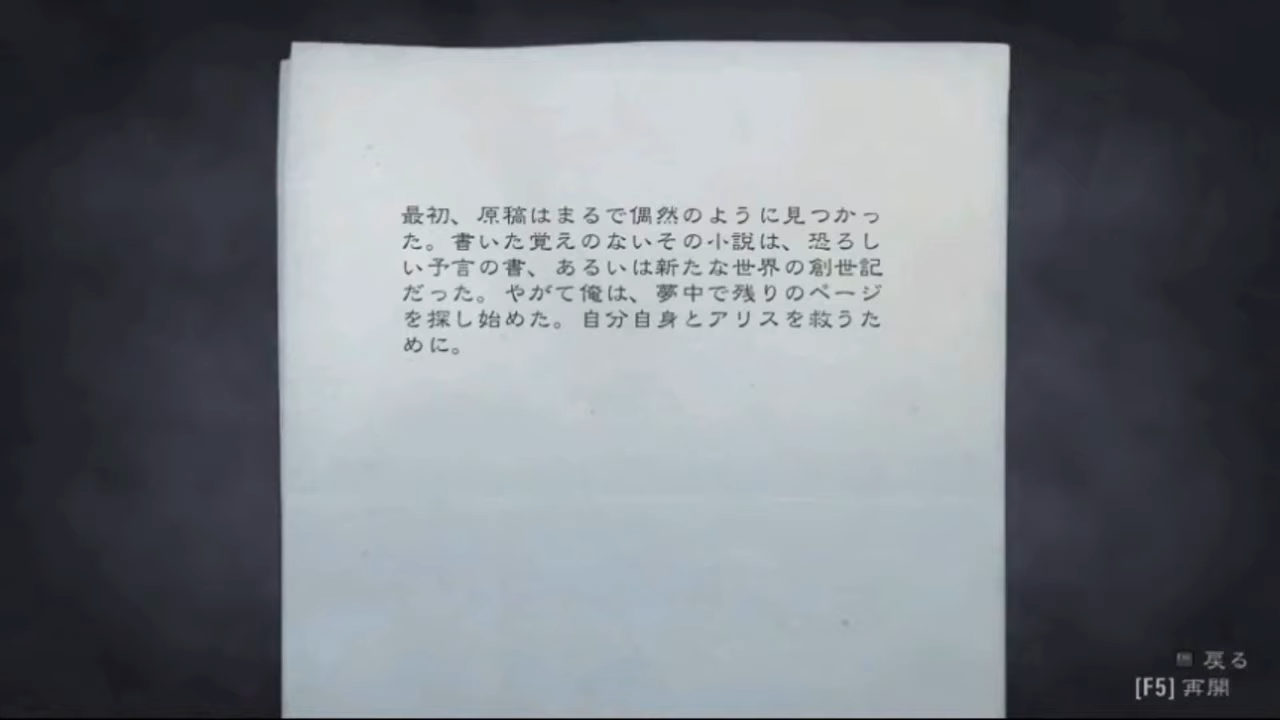 最初、原稿はまるで偶然のように見つかっ
た。書いた覚えのないその小説は、恐ろし
い予言の書、あるいは新たな世界の創世記
だった。やがて俺は、夢中で残りのページ
を探し始めた。自分自身とアリスを救うた
めに。
戻る
[F5] 再開